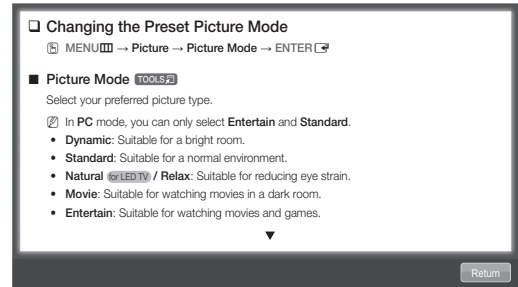 ❑ Changing the Preset Picture Mode
MENU → Picture → Picture Mode → ENTER
■ Picture Mode TOOLS
Select your preferred picture type.
In PC mode, you can only select Entertain and Standard.
• Dynamic: Suitable for a bright room.
• Standard: Suitable for a normal environment.
• Natural (for LED TV) / Relax: Suitable for reducing eye strain.
• Movie: Suitable for watching movies in a dark room.
• Entertain: Suitable for watching movies and games.
▼
Return